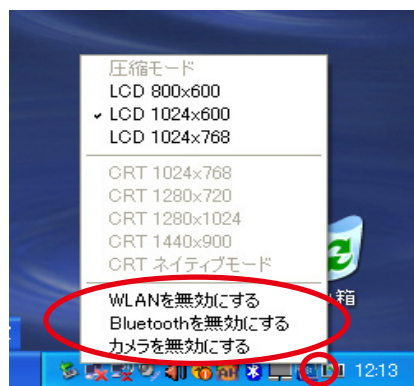 圧縮モード
LCD 800x600
LCD 1024x600
LCD 1024x768
CRT 1024x768
CRT 1280x720
CRT 1280x1024
CRT 1440x900
CRT ネイティブモード
WLANを無効にする
Bluetoothを無効にする
カメラを無効にする
箱
12:13